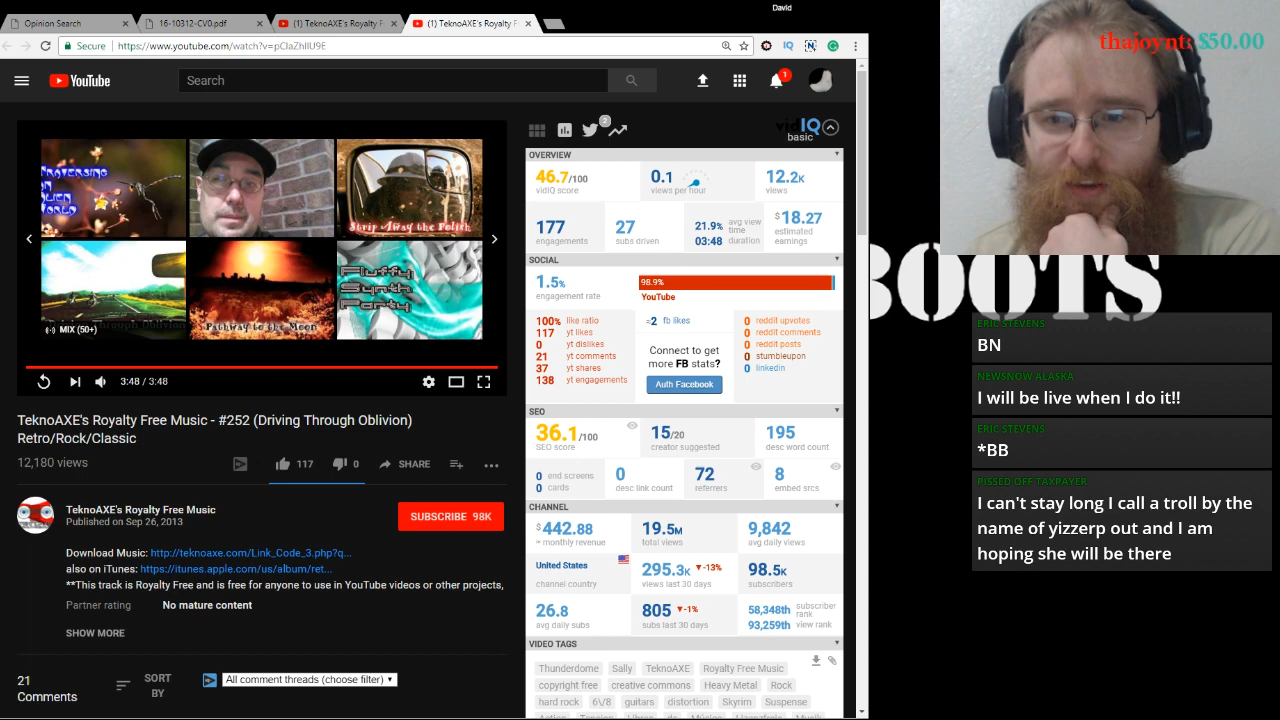 David
Opinion Search
16-10312-CV0.pdf
(1) TeknoAXE's Royalty F
(1) TeknoAXE's Royalty F
Secure
https://www.youtube.com/watch?v=pClaZhIlU9E
YouTube
Search
1
TRAVERSING
AN
ALIEN
WORLD
Strip Away the Polish
MIX (50+)
Through Oblivion
Pathway to the Moon
Fluffy
Synth
Party
3:48 / 3:48
TeknoAXE's Royalty Free Music - #252 (Driving Through Oblivion)
Retro/Rock/Classic
12,180 views
117
0
SHARE
TeknoAXE's Royalty Free Music
Published on Sep 26, 2013
SUBSCRIBE 98K
Download Music: http://teknoaxe.com/Link_Code_3.php?q...
also on iTunes: https://itunes.apple.com/us/album/ret...
**This track is Royalty Free and is free for anyone to use in YouTube videos or other projects,
Partner rating No mature content
SHOW MORE
21
Comments
SORT
BY
All comment threads (choose filter)
2
vidIQ
basic
OVERVIEW
46.7/100
vidIQ score
0.1
views per hour
12.2K
views
177
engagements
27
subs driven
21.9% avg view time
03:48 duration
$18.27
estimated
earnings
SOCIAL
1.5%
engagement rate
98.9%
YouTube
100% like ratio
117 yt likes
0 yt dislikes
21 yt comments
37 yt shares
138 yt engagements
≈2 fb likes
Connect to get
more FB stats?
Auth Facebook
0 reddit upvotes
0 reddit comments
0 reddit posts
0 stumbleupon
0 linkedin
SEO
36.1/100
SEO score
15/20
creator suggested
195
desc word count
0 end screens
0 cards
0
desc link count
72
referrers
8
embed srcs
CHANNEL
$442.88
≈ monthly revenue
19.5M
total views
9,842
avg daily views
United States
channel country
295.3K -13%
views last 30 days
98.5K
subscribers
26.8
avg daily subs
805 -1%
subs last 30 days
58,348th subscriber rank
93,259th view rank
VIDEO TAGS
Thunderdome Sally TeknoAXE Royalty Free Music
copyright free creative commons Heavy Metal Rock
hard rock 6\/8 guitars distortion Skyrim Suspense
thajoynt: $50.00
BOOTS
ERIC STEVENS
BN
NEWSNOW ALASKA
I will be live when I do it!!
ERIC STEVENS
*BB
PISSED OFF TAXPAYER
I can't stay long I call a troll by the
name of yizzerp out and I am
hoping she will be there